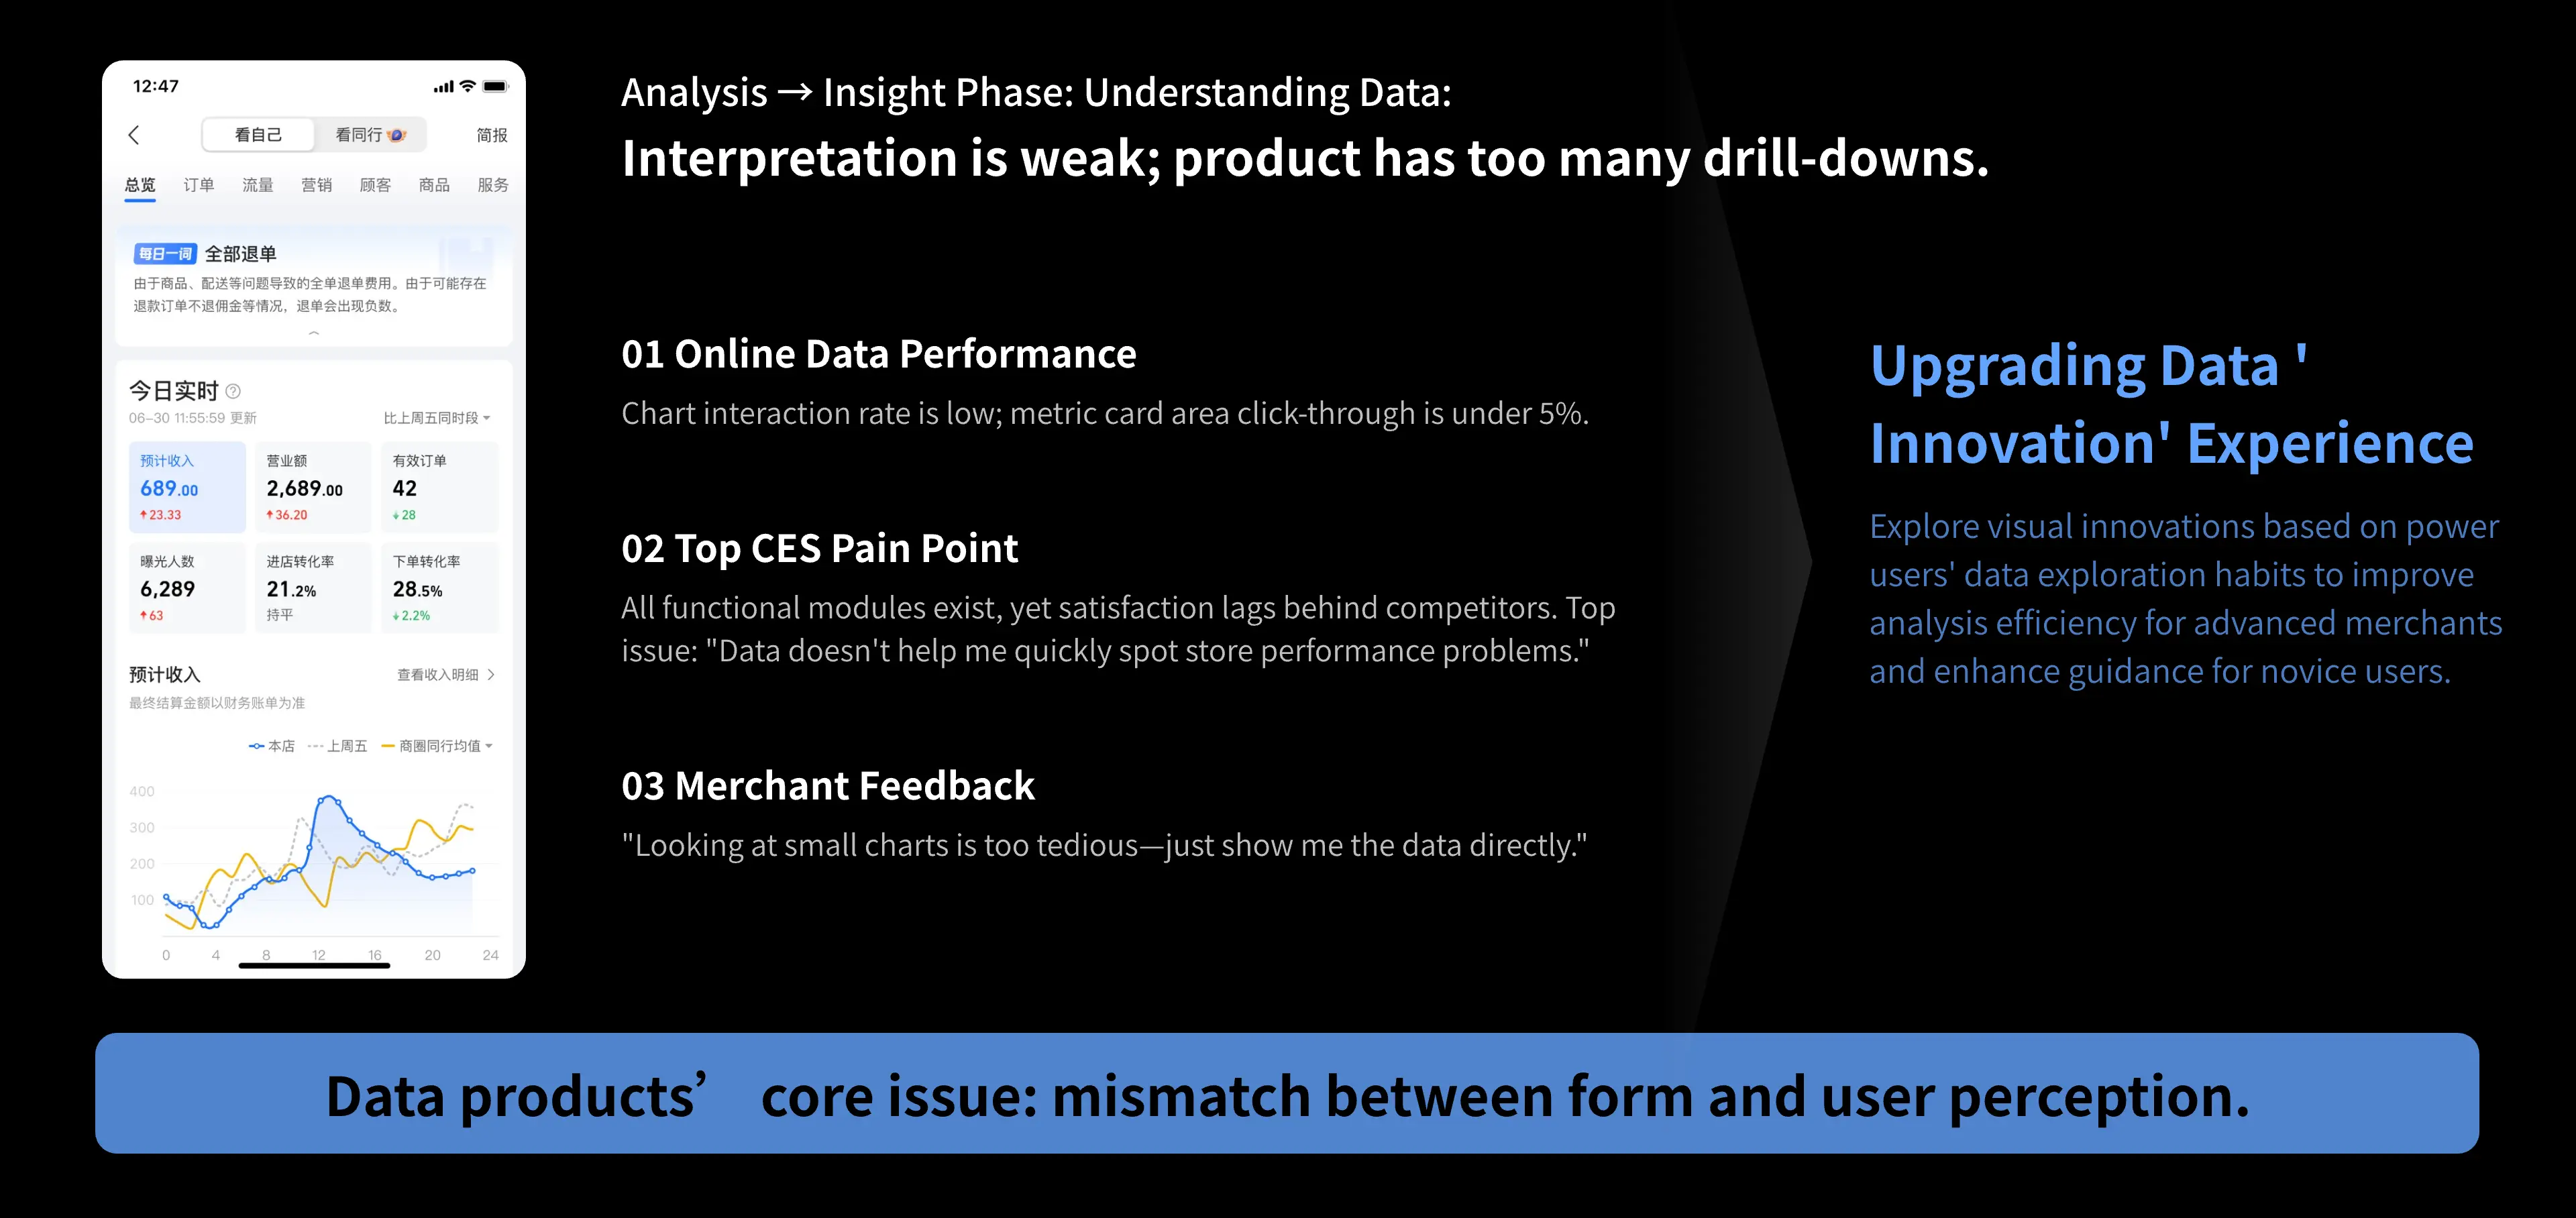 12:47
看自己 看同行 简报
总览 订单 流量 营销 顾客 商品 服务
每日一词 全部退单
由于商品、配送等问题导致的全单退单费用。由于可能存在
退款订单不退佣金等情况，退单会出现负数。
今日实时
06-30 11:55:59 更新 比上周五同时段
预计收入 营业额 有效订单
689.00 2,689.00 42
23.33 36.20 28
曝光人数 进店转化率 下单转化率
6,289 21.2% 28.5%
63 持平 2.2%
预计收入 查看收入明细
最终结算金额以财务账单为准
本店 上周五 商圈同行均值
400
300
200
100
0 4 8 12 16 20 24
Analysis → Insight Phase: Understanding Data:
Interpretation is weak; product has too many drill-downs.
01 Online Data Performance
Chart interaction rate is low; metric card area click-through is under 5%.
02 Top CES Pain Point
All functional modules exist, yet satisfaction lags behind competitors. Top
issue: "Data doesn't help me quickly spot store performance problems."
03 Merchant Feedback
"Looking at small charts is too tedious—just show me the data directly."
Upgrading Data '
Innovation' Experience
Explore visual innovations based on power
users' data exploration habits to improve
analysis efficiency for advanced merchants
and enhance guidance for novice users.
Data products’ core issue: mismatch between form and user perception.